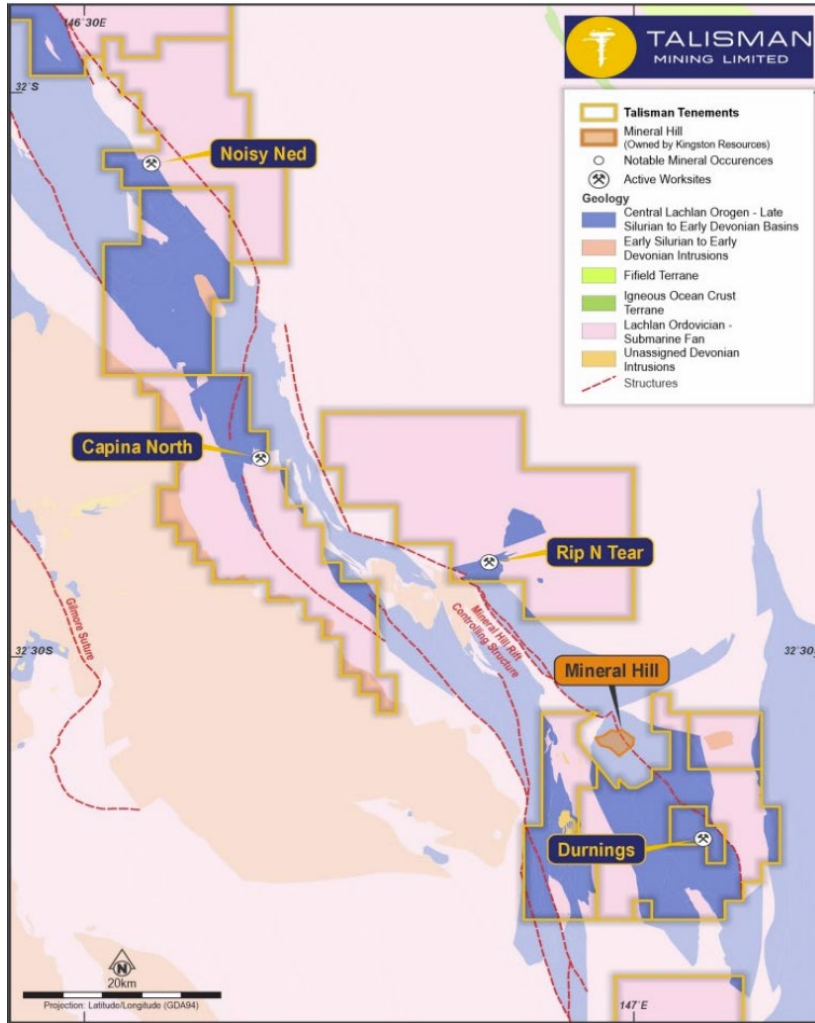 146°30E
TALISMAN
MINING LIMITED
32°S
Talisman Tenements
Mineral Hill
(Owned by Kingston Resources)
Notable Mineral Occurences
Active Worksites
Geology
Central Lachlan Orogen - Late
Silurian to Early Devonian Basins
Early Silurian to Early
Devonian Intrusions
Fifield Terrane
Igneous Ocean Crust
Terrane
Lachlan Ordovician -
Submarine Fan
Unassigned Devonian
Intrusions
Structures
Noisy Ned
Capina North
Rip N Tear
Gilmore Suture
Mineral Hill Rift
Controlling Structure
32°30S
32°30S
Mineral Hill
Durnings
N
20km
Projection: Latitude/Longitude (GDA94)
147°E